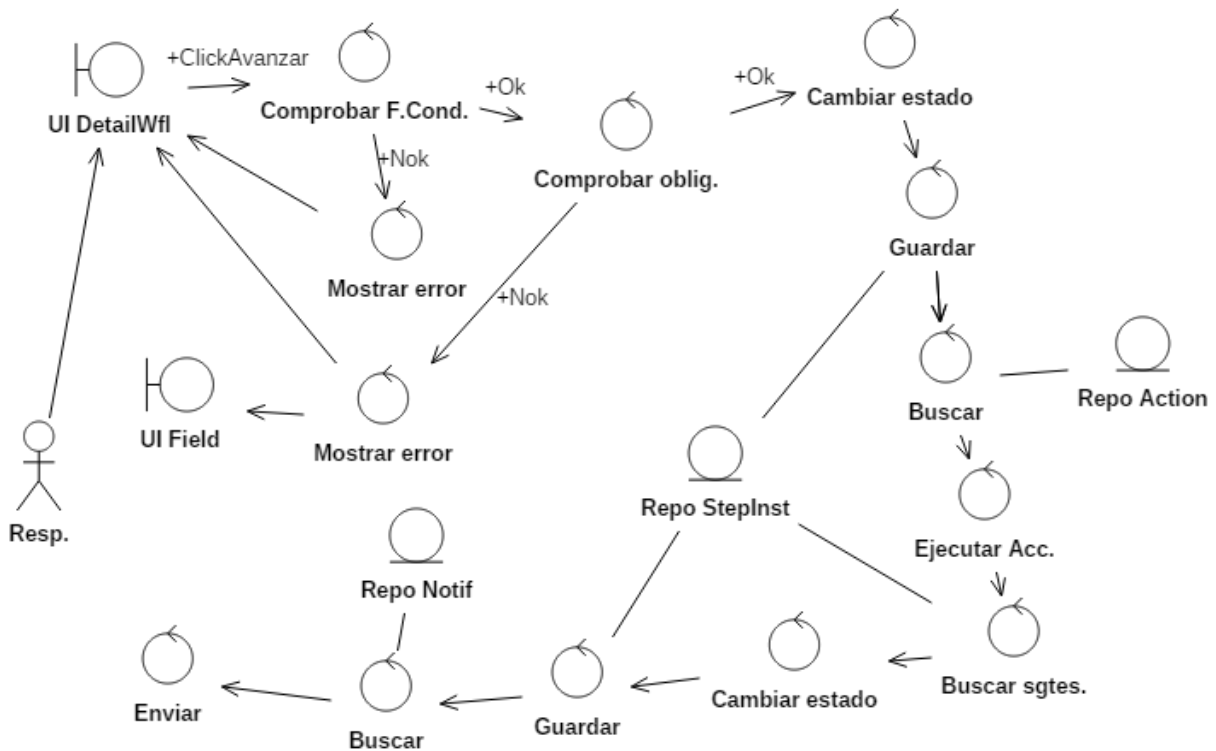 +ClickAvanzar
UI DetailWfl
Comprobar F.Cond.
+Ok
+Ok
Cambiar estado
+Nok
Comprobar oblig.
Guardar
Mostrar error
+Nok
Repo Action
Buscar
UI Field
Mostrar error
Repo StepInst
Resp.
Ejecutar Acc.
Repo Notif
Buscar sgtes.
Cambiar estado
Enviar
Guardar
Buscar